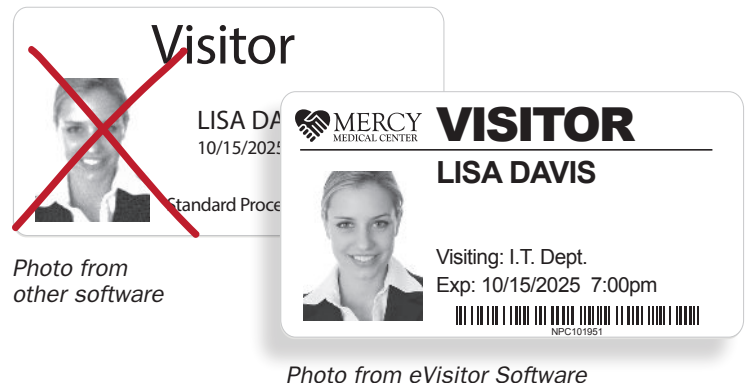 Visitor
LISA DA
10/15/2025
Standard Proce
Photo from
other software
MERCY
MEDICAL CENTER
VISITOR
LISA DAVIS
Visiting: I.T. Dept.
Exp: 10/15/2025 7:00pm
NPC101951
Photo from eVisitor Software